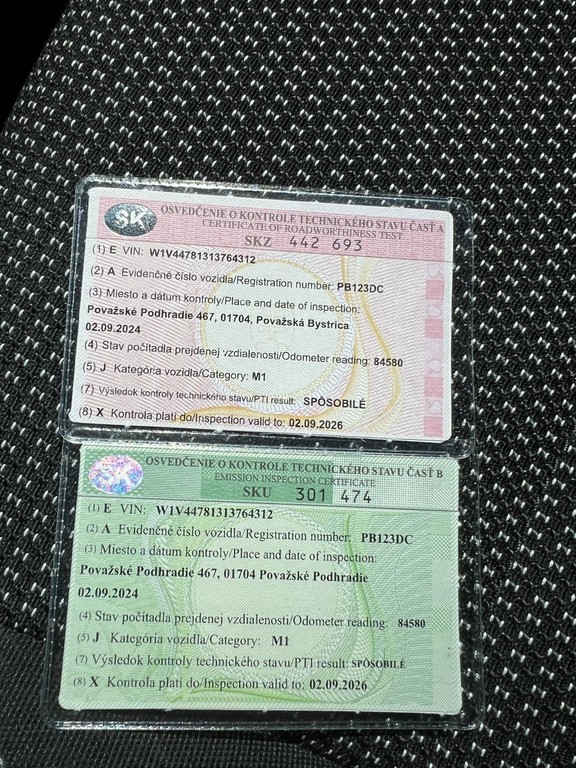 SK
OSVEDČENIE O KONTROLE TECHNICKÉHO STAVU ČASŤ A
CERTIFICATE OF ROADWORTHINESS TEST
SKZ 442 693
(1) E VIN: W1V44781313764312
(2) A Evidenčné číslo vozidla/Registration number: PB123DC
(3) Miesto a dátum kontroly/Place and date of inspection:
Považské Podhradie 467, 01704, Považská Bystrica
02.09.2024
(4) Stav počítadla prejdenej vzdialenosti/Odometer reading: 84580
(5) J Kategória vozidla/Category: M1
(7) Výsledok kontroly technického stavu/PTI result: SPÔSOBILÉ
(8) X Kontrola platí do/Inspection valid to: 02.09.2026
OSVEDČENIE O KONTROLE TECHNICKÉHO STAVU ČASŤ B
EMISSION INSPECTION CERTIFICATE
SKU 301 474
(1) E VIN: W1V44781313764312
(2) A Evidenčné číslo vozidla/Registration number: PB123DC
(3) Miesto a dátum kontroly/Place and date of inspection:
Považské Podhradie 467, 01704 Považské Podhradie
02.09.2024
(4) Stav počítadla prejdenej vzdialenosti/Odometer reading: 84580
(5) J Kategória vozidla/Category: M1
(7) Výsledok kontroly technického stavu/PTI result: SPÔSOBILÉ
(8) X Kontrola platí do/Inspection valid to: 02.09.2026